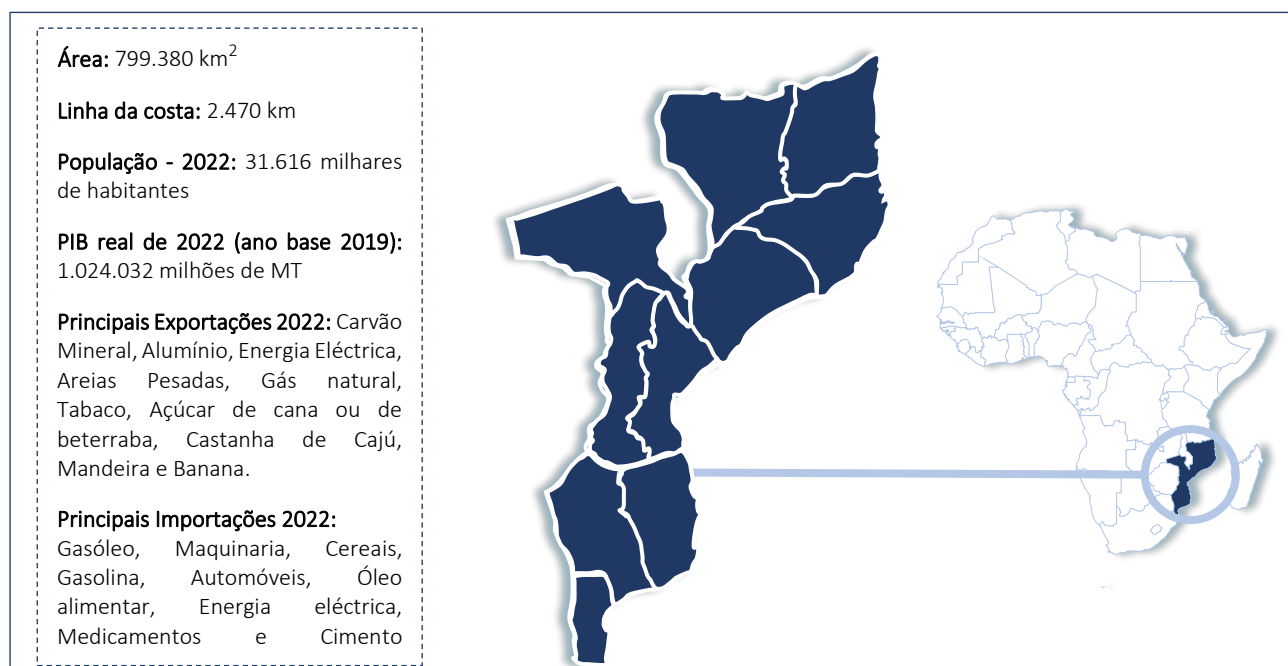 Área: 799.380 km²
Linha da costa: 2.470 km
População - 2022: 31.616 milhares
de habitantes
PIB real de 2022 (ano base 2019):
1.024.032 milhões de MT
Principais Exportações 2022: Carvão
Mineral, Alumínio, Energia Eléctrica,
Areias Pesadas, Gás natural,
Tabaco, Açúcar de cana ou de
beterraba, Castanha de Cajú,
Mandeira e Banana.
Principais Importações 2022:
Gasóleo, Maquinaria, Cereais,
Gasolina, Automóveis, Óleo
alimentar, Energia eléctrica,
Medicamentos e Cimento